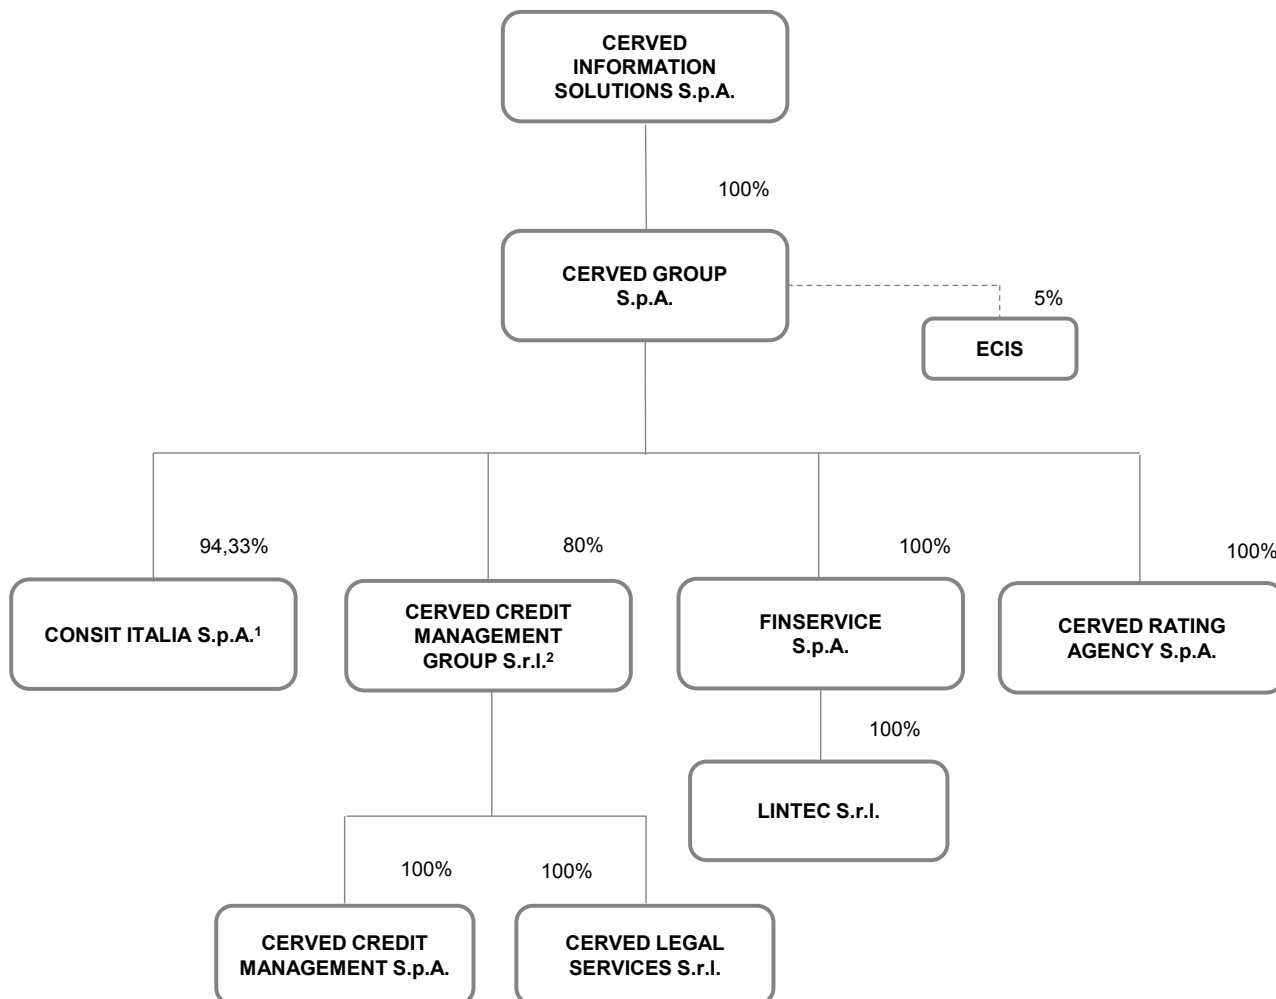 CERVED
INFORMATION
SOLUTIONS S.p.A.
100%
CERVED GROUP
S.p.A.
5%
ECIS
94,33%
80%
100%
100%
CONSIT ITALIA S.p.A.¹
CERVED CREDIT
MANAGEMENT
GROUP S.r.l.²
FINSERVICE
S.p.A.
CERVED RATING
AGENCY S.p.A.
100%
LINTEC S.r.l.
100%
100%
CERVED CREDIT
MANAGEMENT S.p.A.
CERVED LEGAL
SERVICES S.r.l.